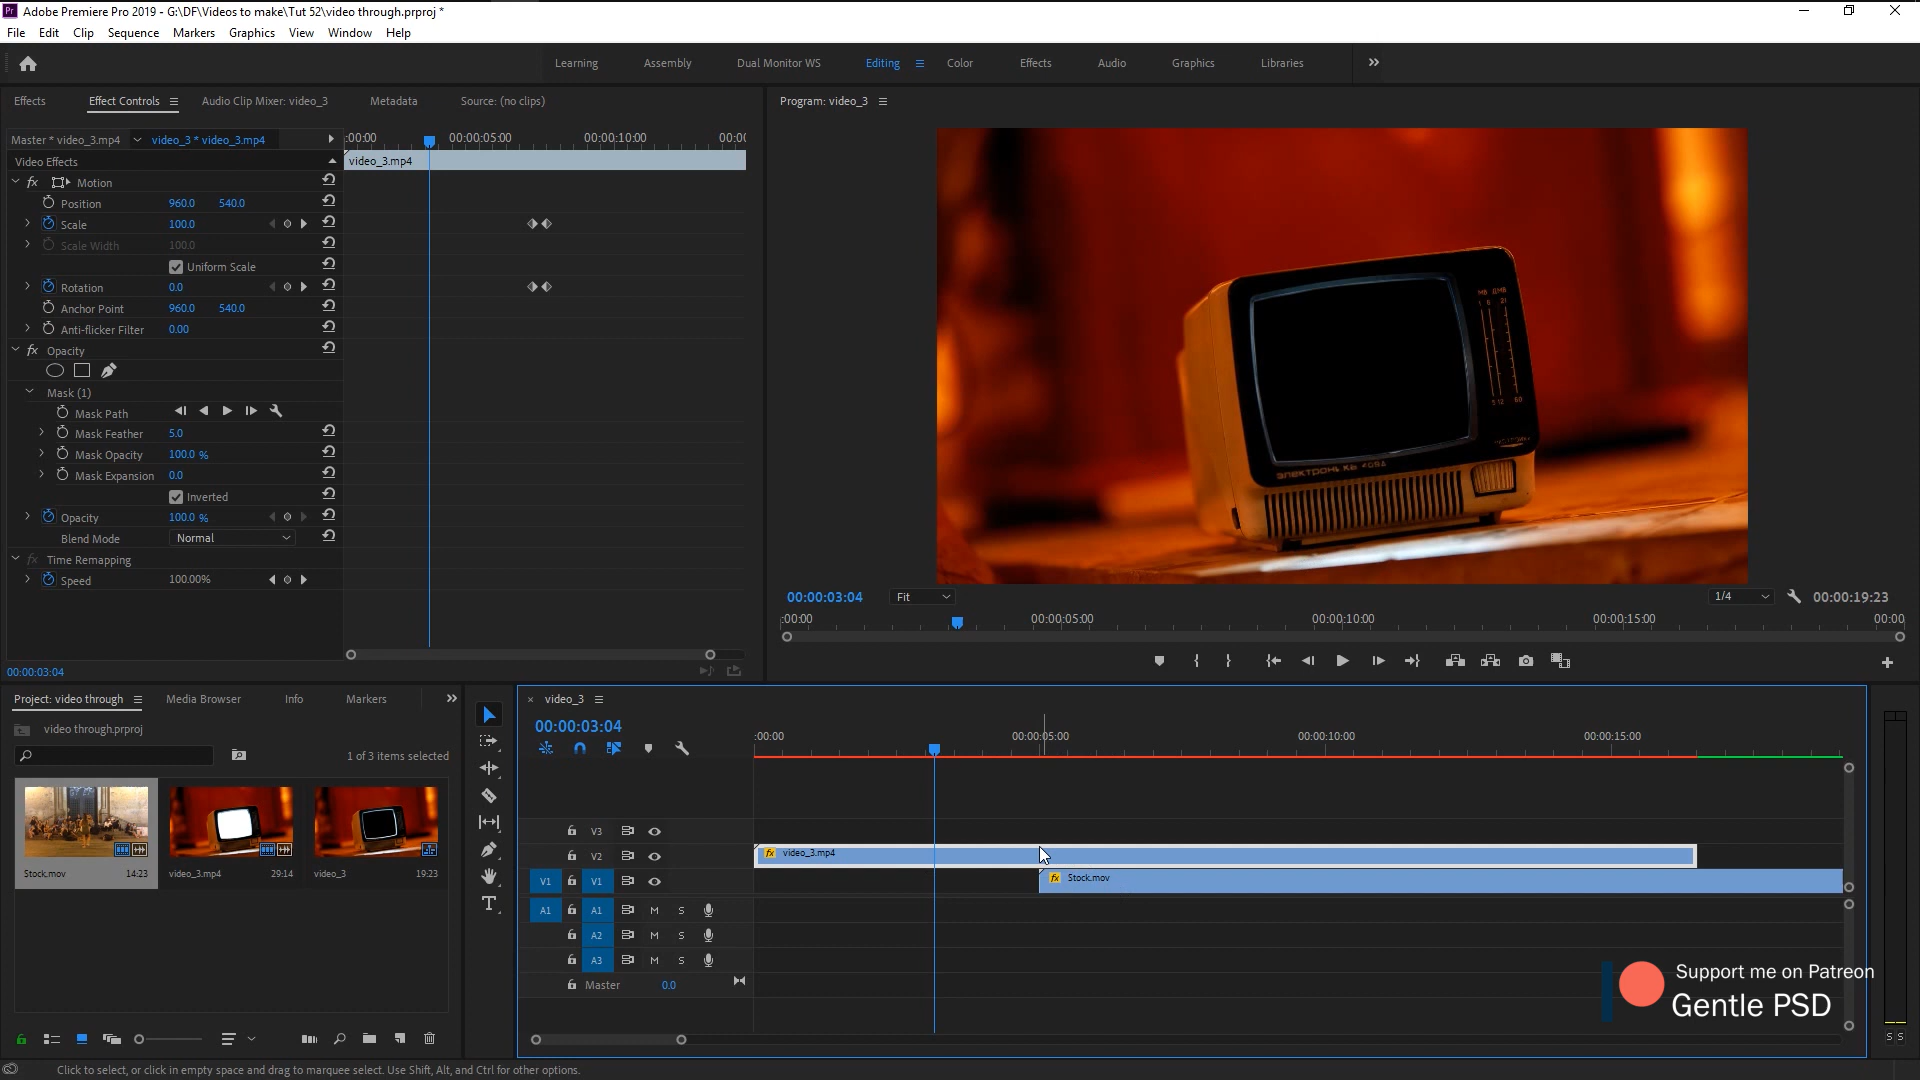 Adobe Premiere Pro 2019 - G:\DF\Videos to make\Tut 52\video through.prproj *
File Edit Clip Sequence Markers Graphics View Window Help
Learning Assembly Dual Monitor WS Editing Color Effects Audio Graphics Libraries
Effects Effect Controls Audio Clip Mixer: video_3 Metadata Source: (no clips)
Program: video_3
Master * video_3.mp4 video_3 * video_3.mp4
:00:00 00:00:05:00 00:00:10:00 00:00
Video Effects
video_3.mp4
Motion
Position 960.0 540.0
Scale 100.0
Scale Width 100.0
Uniform Scale
Rotation 0.0
Anchor Point 960.0 540.0
Anti-flicker Filter 0.00
Opacity
Mask (1)
Mask Path
Mask Feather 5.0
Mask Opacity 100.0 %
Mask Expansion 0.0
Inverted
Opacity 100.0 %
Blend Mode Normal
Time Remapping
Speed 100.00%
00:00:03:04
ЭЛЕКТРОНЬ КБ 409Д
00:00:03:04 Fit 1/4 00:00:19:23
:00:00 00:00:05:00 00:00:10:00 00:00:15:00 00:00
Project: video through Media Browser Info Markers
video through.prproj
1 of 3 items selected
Stock.mov 14:23
video_3.mp4 29:14
video_3 19:23
video_3
00:00:03:04
:00:00 00:00:05:00 00:00:10:00 00:00:15:00
V3
V2 video_3.mp4
V1 V1 Stock.mov
A1 A1 M S
A2 M S
A3 M S
Master 0.0
Support me on Patreon
Gentle PSD
S S
Click to select, or click in empty space and drag to marquee select. Use Shift, Alt, and Ctrl for other options.